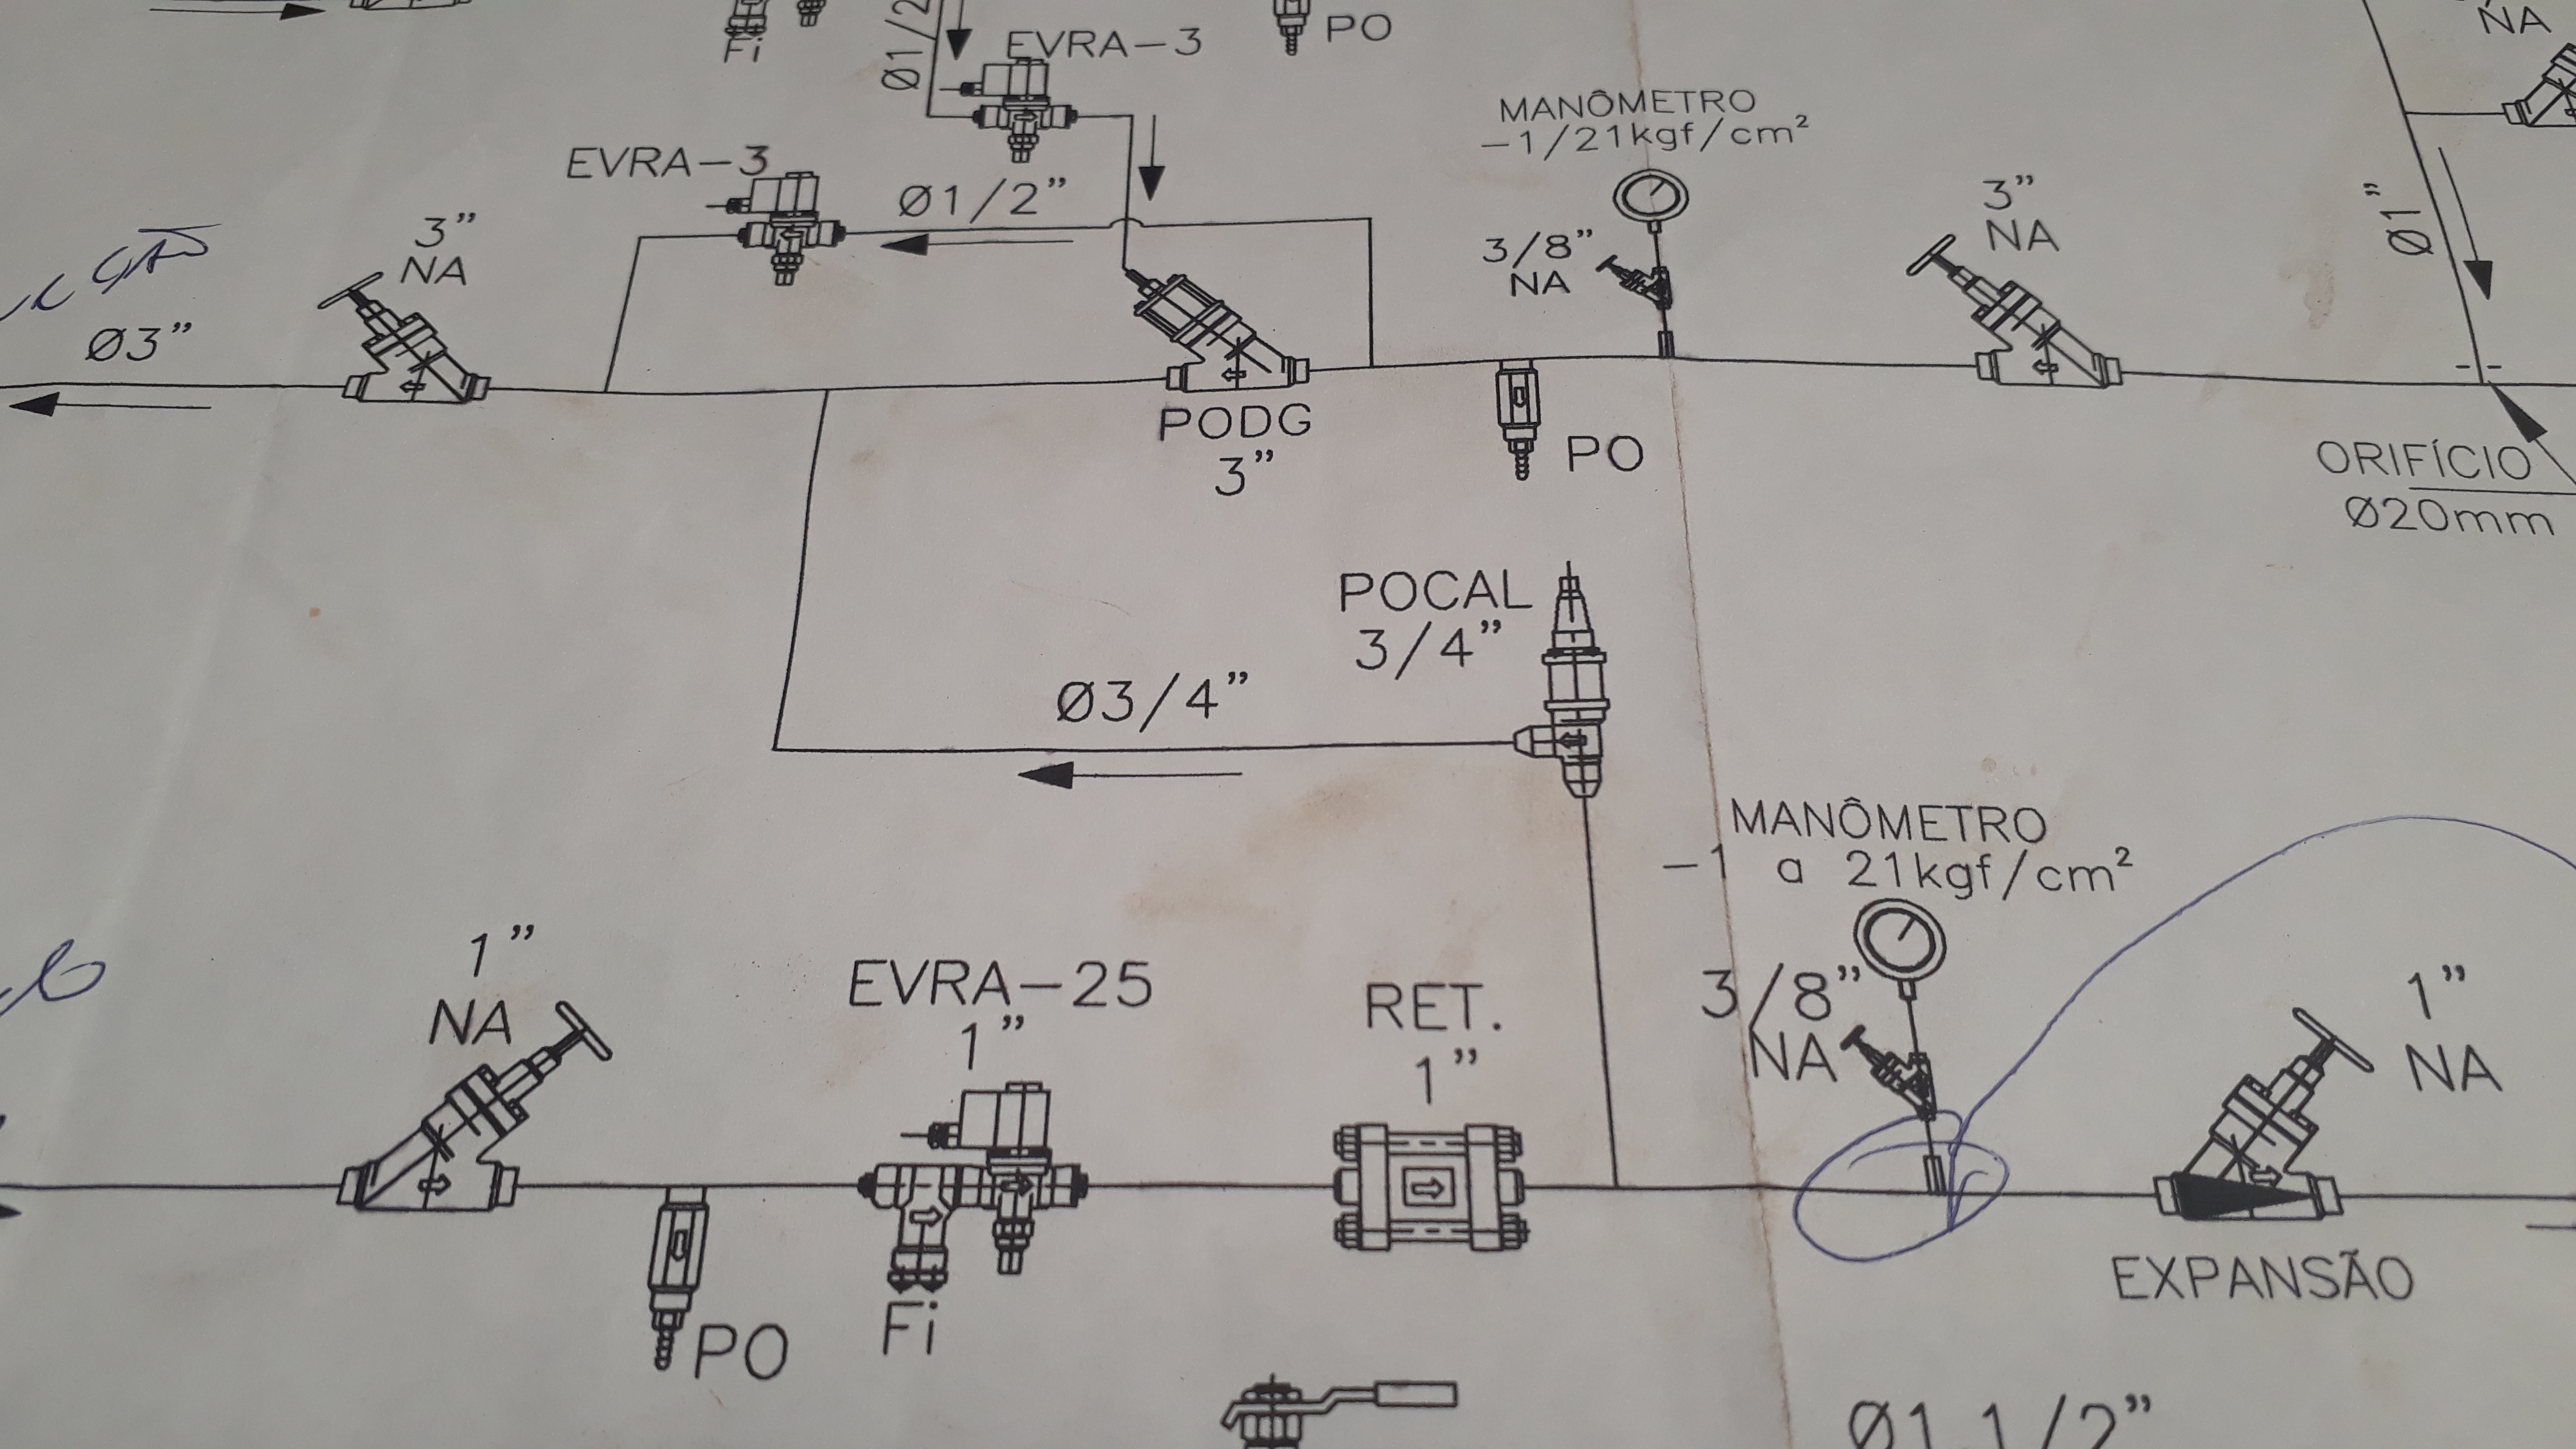 Fi
Ø1/2
EVRA-3
PO
NA
EVRA-3
Ø1/2"
MANÔMETRO
-1/21kgf/cm²
3"
NA
3/8"
NA
3"
NA
Ø1"
GÁS
Ø3"
PODG
3"
PO
ORIFÍCIO
Ø20mm
POCAL
3/4"
Ø3/4"
MANÔMETRO
-1 a 21kgf/cm²
1"
NA
EVRA-25
1"
RET.
1"
3/8"
NA
1"
NA
PO
Fi
EXPANSÃO
Ø1 1/2"